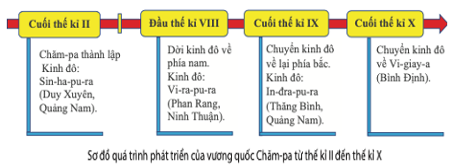 Cuối thế kỉ II
Đầu thế kỉ VIII
Cuối thế kỉ IX
Cuối thế kỉ X
Chăm-pa thành lập
Kinh đô:
Sin-ha-pu-ra
(Duy Xuyên,
Quảng Nam).
Dời kinh đô về
phía nam.
Kinh đô:
Vi-ra-pu-ra
(Phan Rang,
Ninh Thuận).
Chuyển kinh đô
về lại phía bắc.
Kinh đô:
In-đra-pu-ra
(Thăng Bình,
Quảng Nam).
Chuyển kinh đô
về Vi-giay-a
(Bình Định).
Sơ đồ quá trình phát triển của vương quốc Chăm-pa từ thế kỉ II đến thế kỉ X